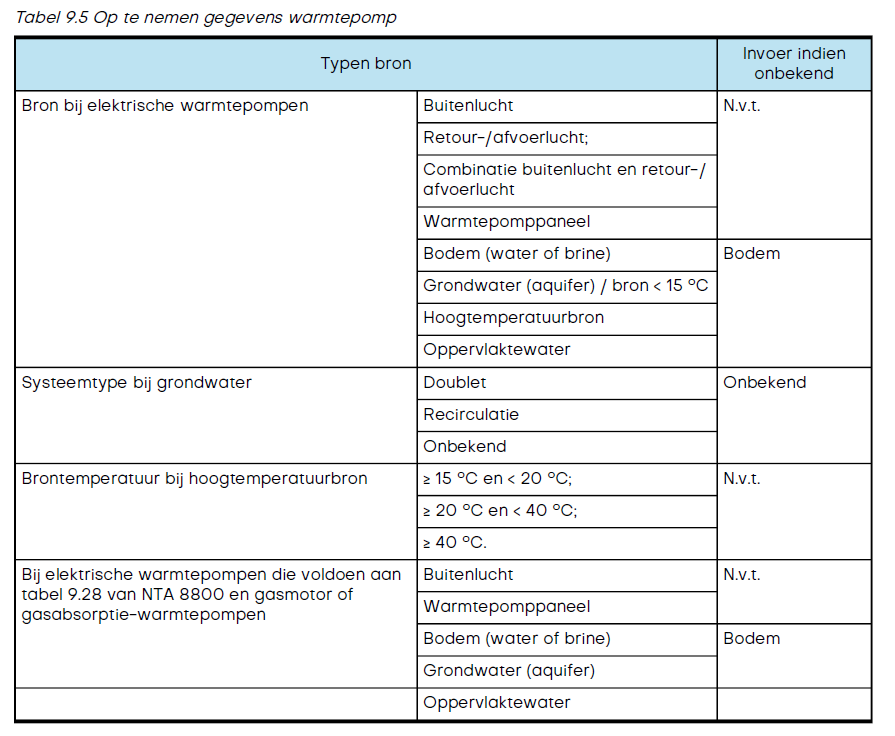 Tabel 9.5 Op te nemen gegevens warmtepomp
Typen bron
Invoer indien
onbekend
Bron bij elektrische warmtepompen
Buitenlucht
N.v.t.
Retour-/afvoerlucht;
Combinatie buitenlucht en retour-/
afvoerlucht
Warmtepomppaneel
Bodem (water of brine)
Bodem
Grondwater (aquifer) / bron < 15 °C
Hoogtemperatuurbron
Oppervlaktewater
Systeemtype bij grondwater
Doublet
Onbekend
Recirculatie
Onbekend
Brontemperatuur bij hoogtemperatuurbron
≥ 15 °C en < 20 °C;
N.v.t.
≥ 20 °C en < 40 °C;
≥ 40 °C.
Bij elektrische warmtepompen die voldoen aan
tabel 9.28 van NTA 8800 en gasmotor of
gasabsorptie-warmtepompen
Buitenlucht
N.v.t.
Warmtepomppaneel
Bodem (water of brine)
Bodem
Grondwater (aquifer)
Oppervlaktewater